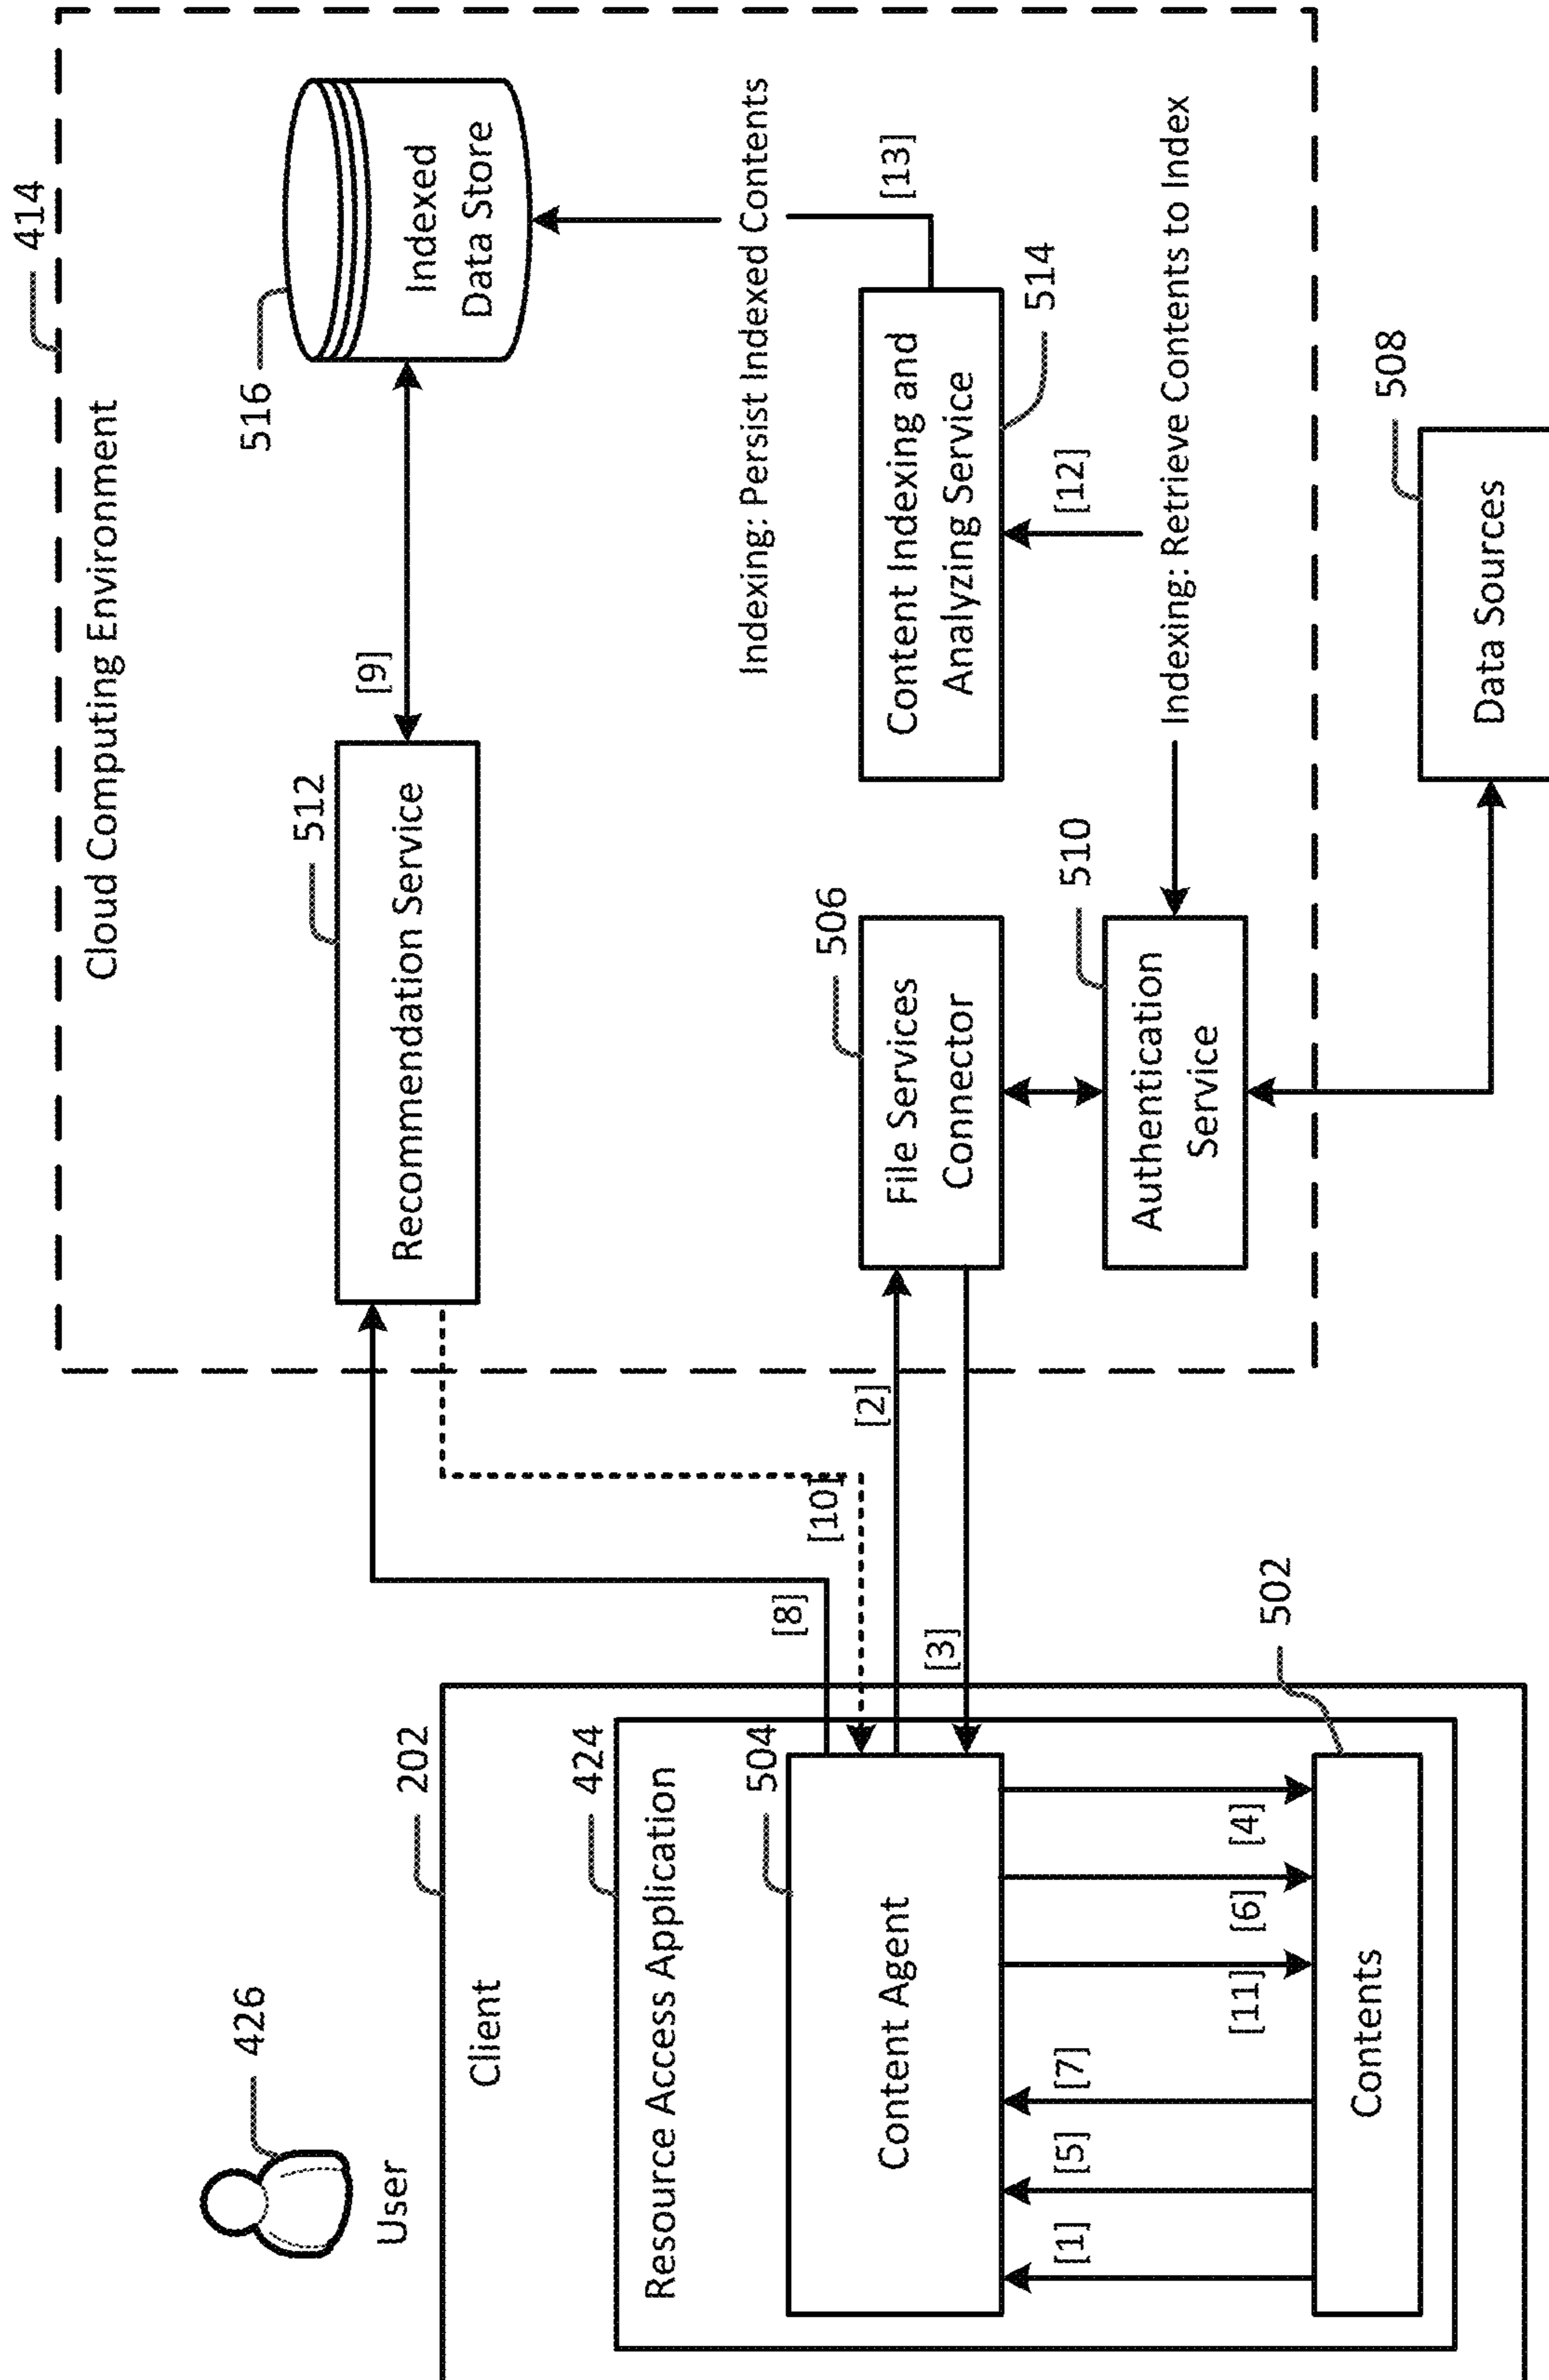 414
Cloud Computing Environment
426
User
202
Client
424
Resource Access Application
504
Content Agent
[1]
[5]
[7]
[11]
[6]
[4]
Contents
502
[8]
[10]
[3]
[2]
512
Recommendation Service
[9]
516
Indexed
Data Store
Indexing: Persist Indexed Contents
[13]
506
File Services
Connector
Content Indexing and
Analyzing Service
514
[12]
510
Authentication
Service
Indexing: Retrieve Contents to Index
508
Data Sources